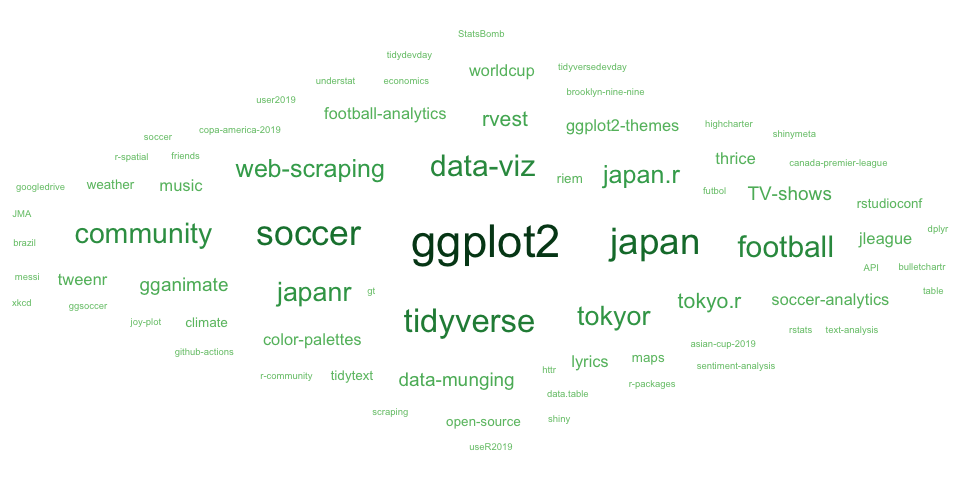 StatsBomb
tidydevday
worldcup
tidyversedevday
understat
economics
brooklyn-nine-nine
user2019
football-analytics
rvest
ggplot2-themes
highcharter
copa-america-2019
soccer
shinymeta
r-spatial
friends
web-scraping
data-viz
thrice
canada-premier-league
googledrive
weather
music
riem
japan.r
futbol
TV-shows
rstudioconf
JMA
community
soccer
ggplot2
japan
football
jleague
dplyr
brazil
messi
tweenr
gganimate
API
bulletchartr
xkcd
ggsoccer
japanr
gt
tokyo.r
soccer-analytics
table
joy-plot
climate
tidyverse
tokyor
rstats
text-analysis
github-actions
color-palettes
lyrics
maps
asian-cup-2019
sentiment-analysis
r-community
tidytext
data-munging
httr
r-packages
data.table
scraping
open-source
shiny
useR2019